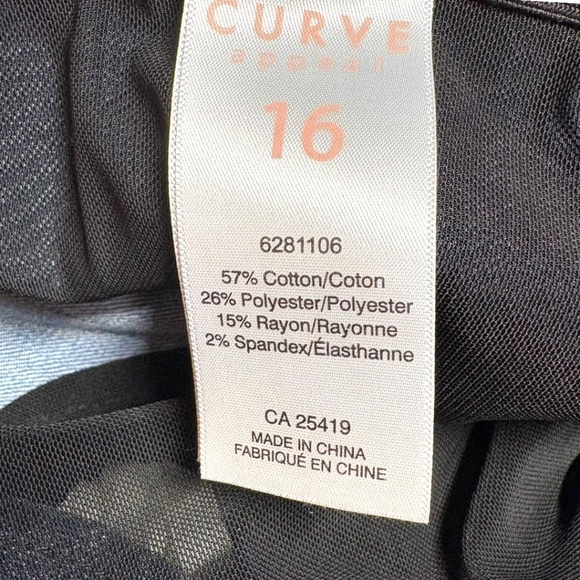 CURVE
appeal
16
6281106
57% Cotton/Coton
26% Polyester/Polyester
15% Rayon/Rayonne
2% Spandex/Élasthanne
CA 25419
MADE IN CHINA
FABRIQUÉ EN CHINE